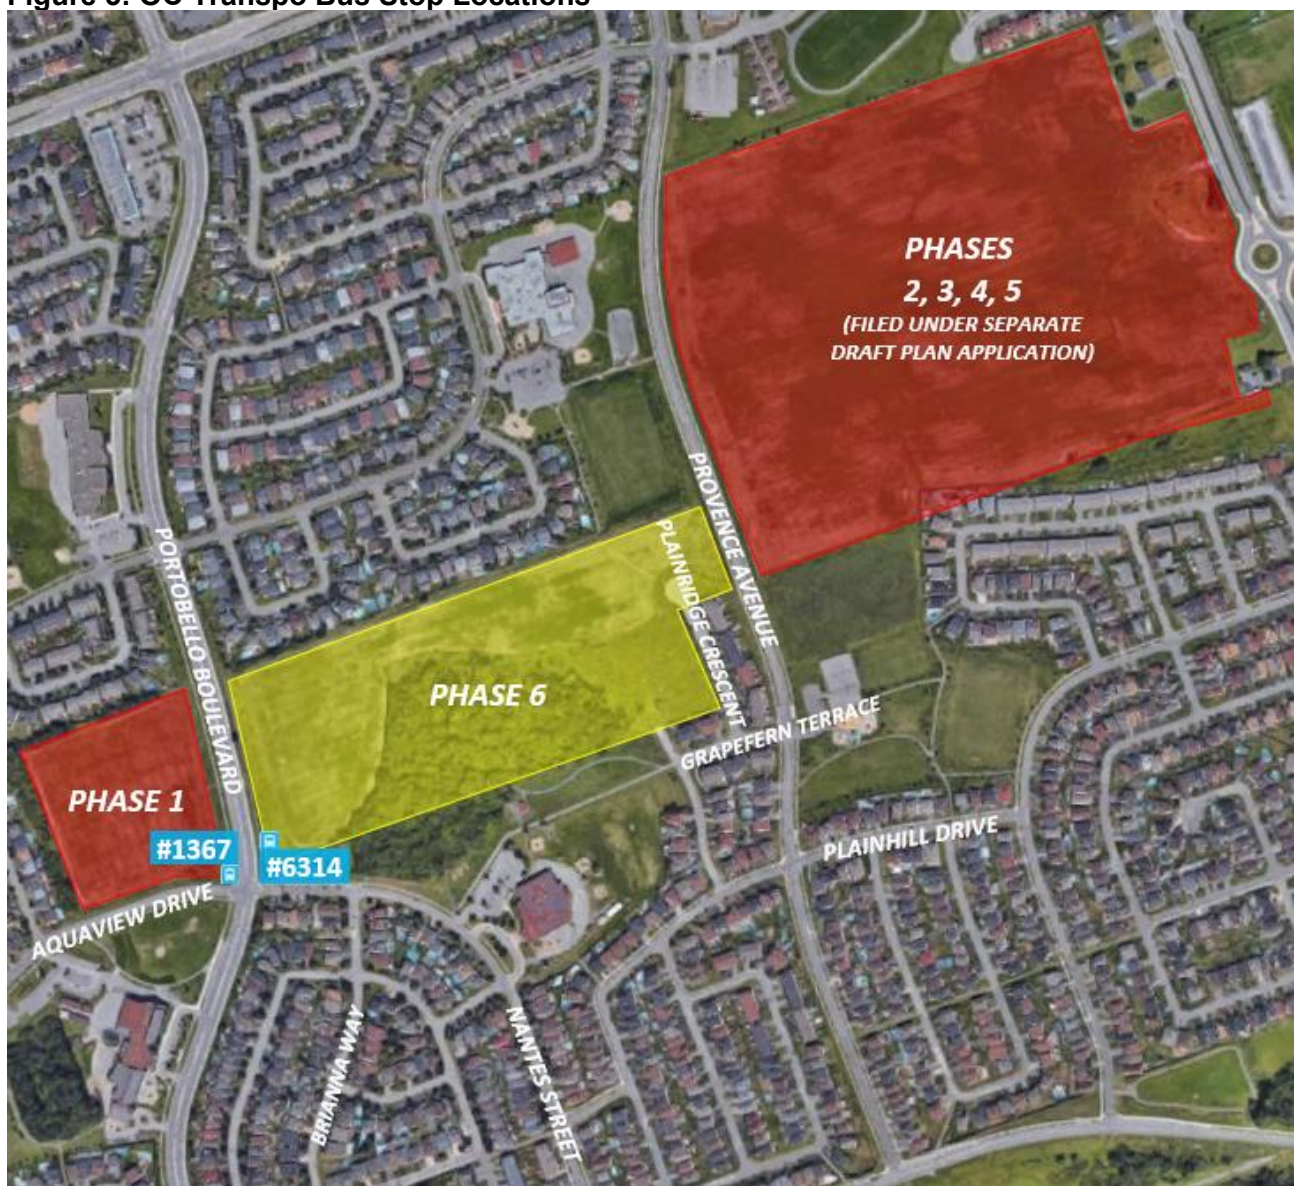 Figure 6: OC Transpo Bus Stop Locations
PHASES
2, 3, 4, 5
(FILED UNDER SEPARATE
DRAFT PLAN APPLICATION)
PROVENCE AVENUE
PLAINRIDGE CRESCENT
PORTOBELLO BOULEVARD
PHASE 6
GRAPEFERN TERRACE
PHASE 1
#1367
#6314
PLAINHILL DRIVE
AQUAVIEW DRIVE
BRIANNA WAY
NANTES STREET